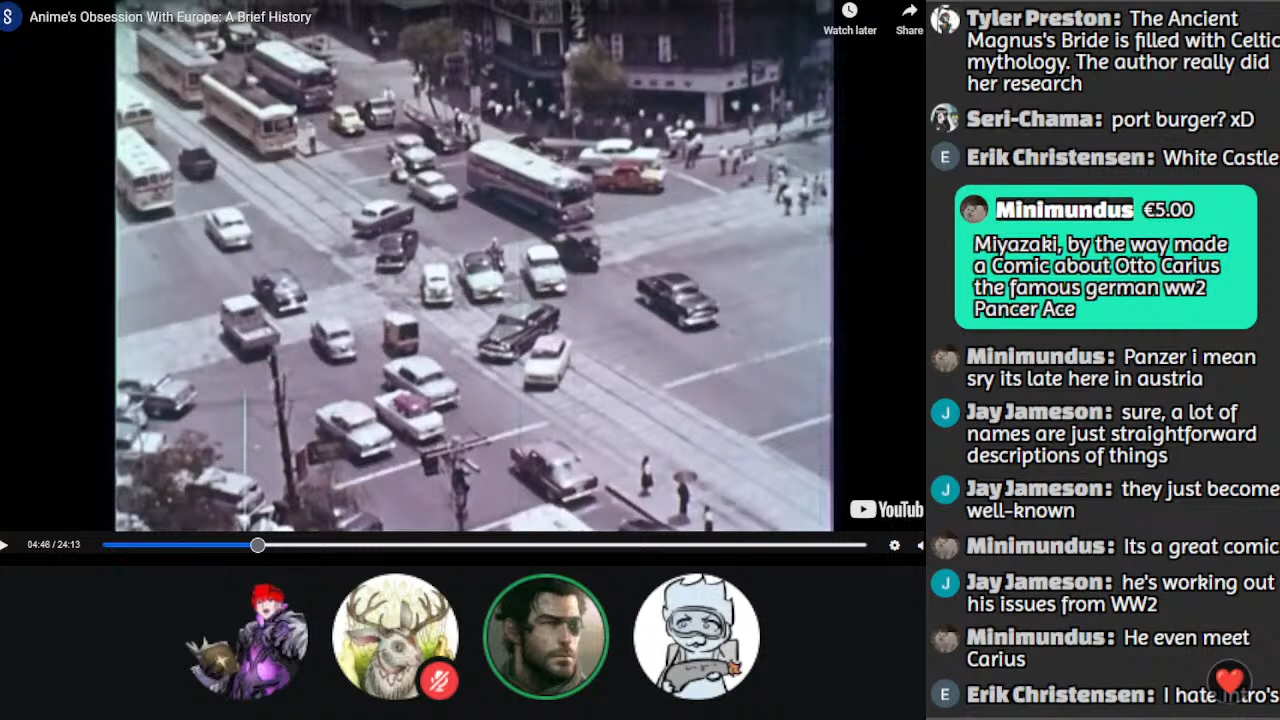 Anime's Obsession With Europe: A Brief History
Watch later
Share
YouTube
04:46 / 24:13
Tyler Preston: The Ancient
Magnus's Bride is filled with Celtic
mythology. The author really did
her research
Seri-Chama: port burger? xD
E Erik Christensen: White Castle
Minimundus €5.00
Miyazaki, by the way made
a Comic about Otto Carius
the famous german ww2
Pancer Ace
Minimundus: Panzer i mean
sry its late here in austria
J Jay Jameson: sure, a lot of
names are just straightforward
descriptions of things
J Jay Jameson: they just become
well-known
Minimundus: Its a great comic
J Jay Jameson: he's working out
his issues from WW2
Minimundus: He even meet
Carius
E Erik Christensen: I hate intro's